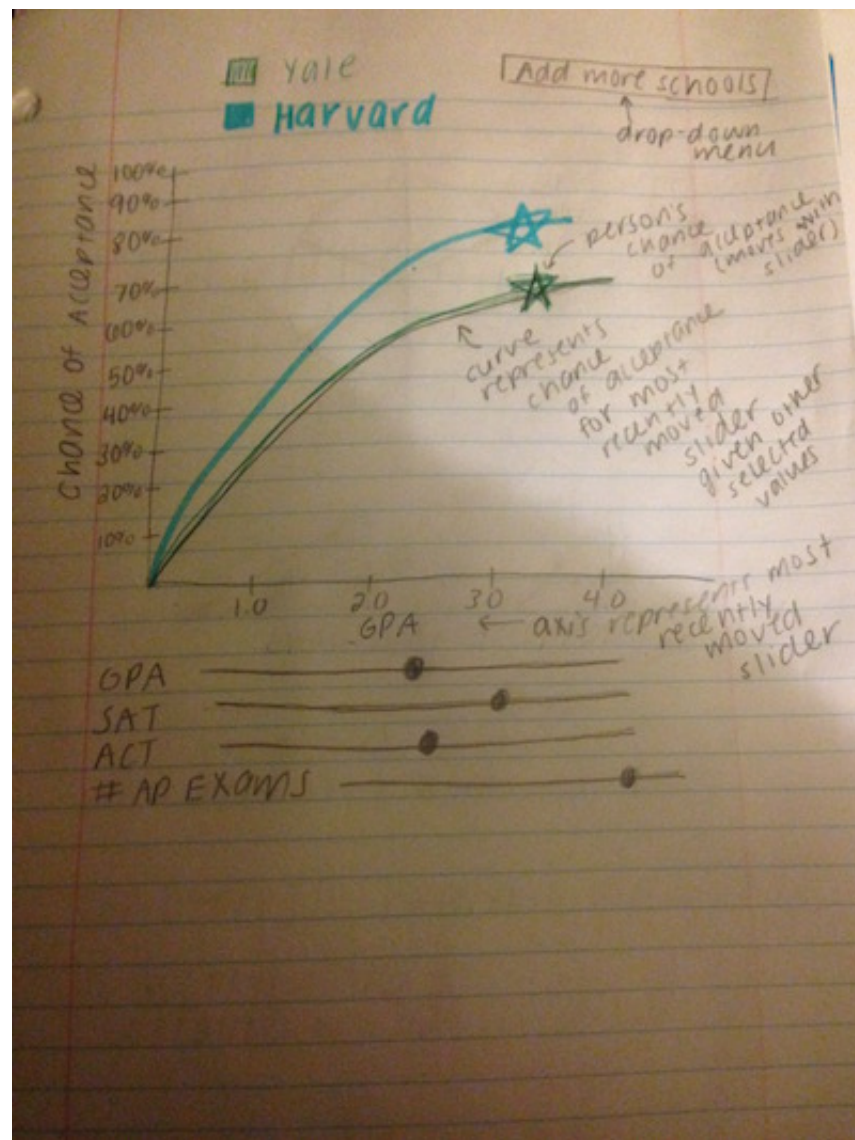 Yale
Add more schools
Harvard
drop-down
menu
Chance of Acceptance
100%
90%
80%
70%
60%
50%
40%
30%
20%
10%
person's
chance
of acceptance
(moves with
slider)
curve
represents
chance
of acceptance
for most
recently
moved
slider
given other
selected
values
1.0 2.0 3.0 4.0
GPA ← axis represents most
recently
moved
slider
GPA
SAT
ACT
# AP EXams